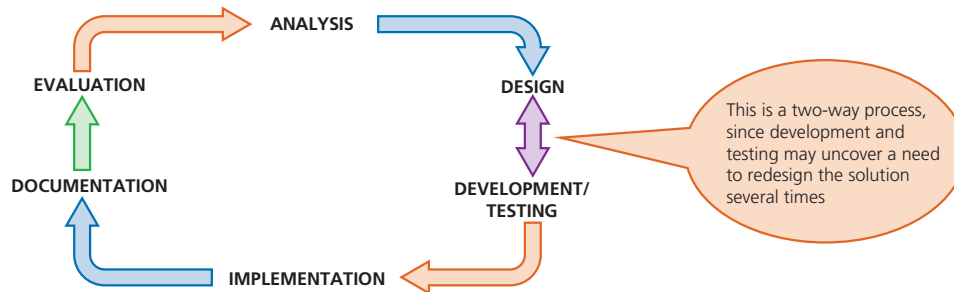 ANALYSIS
EVALUATION
DESIGN
This is a two-way process,
since development and
testing may uncover a need
to redesign the solution
several times
DOCUMENTATION
DEVELOPMENT/
TESTING
IMPLEMENTATION